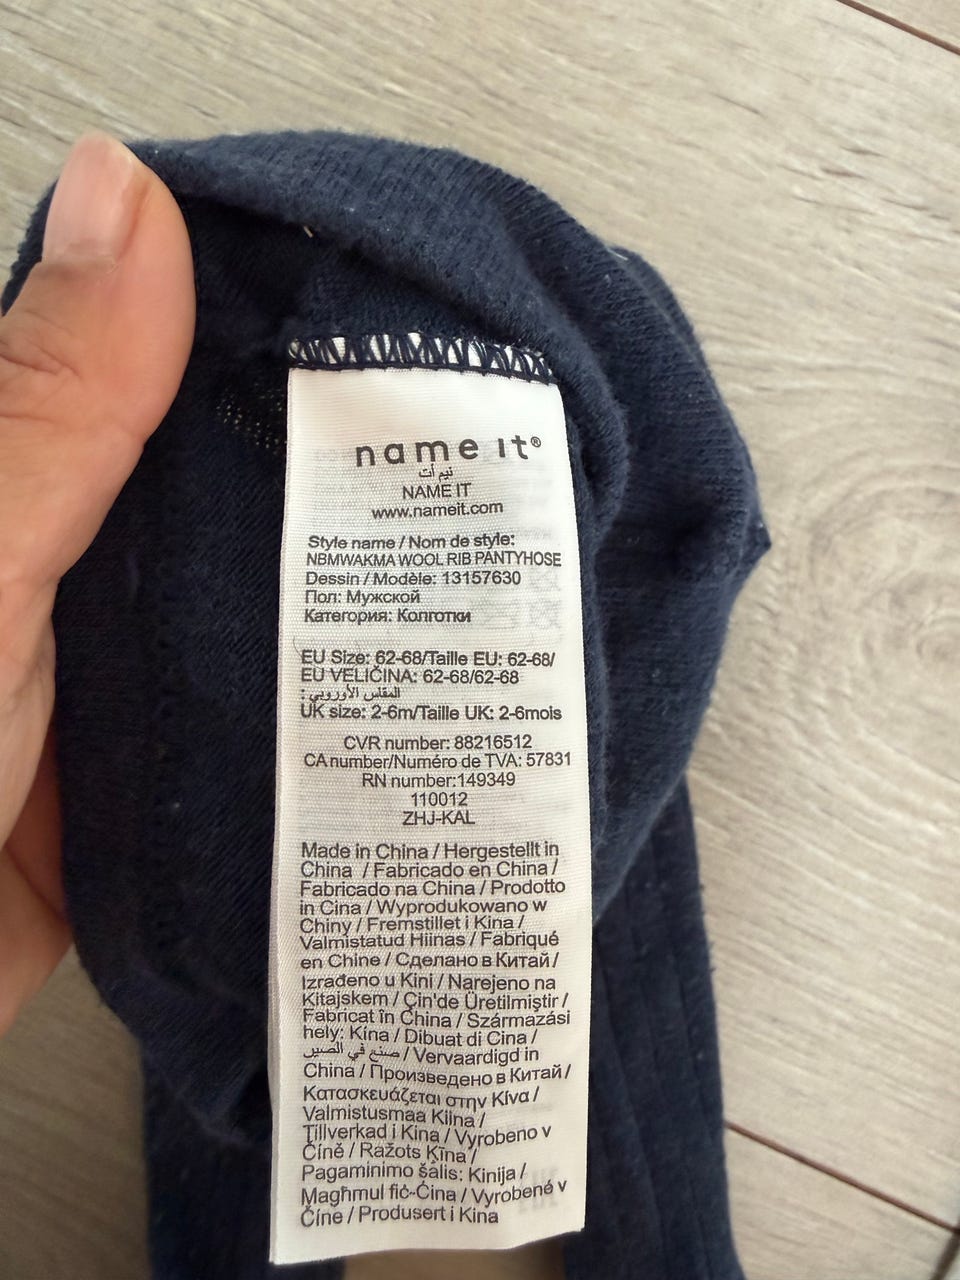 name it®
نيم أت
NAME IT
www.nameit.com
Style name / Nom de style:
NBMWAKMA WOOL RIB PANTYHOSE
Dessin / Modèle: 13157630
Пол: Мужской
Категория: Колготки
EU Size: 62-68/Taille EU: 62-68/
EU VELIČINA: 62-68/62-68
المقاس الأوروبي:
UK size: 2-6m/Taille UK: 2-6mois
CVR number: 88216512
CA number/Numéro de TVA: 57831
RN number:149349
110012
ZHJ-KAL
Made in China / Hergestellt in
China / Fabricado en China /
Fabricado na China / Prodotto
in Cina / Wyprodukowano w
Chiny / Fremstillet i Kina /
Valmistatud Hiinas / Fabriqué
en Chine / Сделано в Китай /
Izrađeno u Kini / Narejeno na
Kitajskem / Çin'de Üretilmiştir /
Fabricat în China / Származási
hely: Kína / Dibuat di Cina /
صنع في الصين / Vervaardigd in
China / Произведено в Китай /
Κατασκευάζεται στην Κίνα /
Valmistusmaa Kiina /
Tillverkad i Kina / Vyrobeno v
Číně / Ražots Ķīna /
Pagaminimo šalis: Kinija /
Magħmul fiċ-Ċina / Vyrobené v
Číne / Produsert i Kina